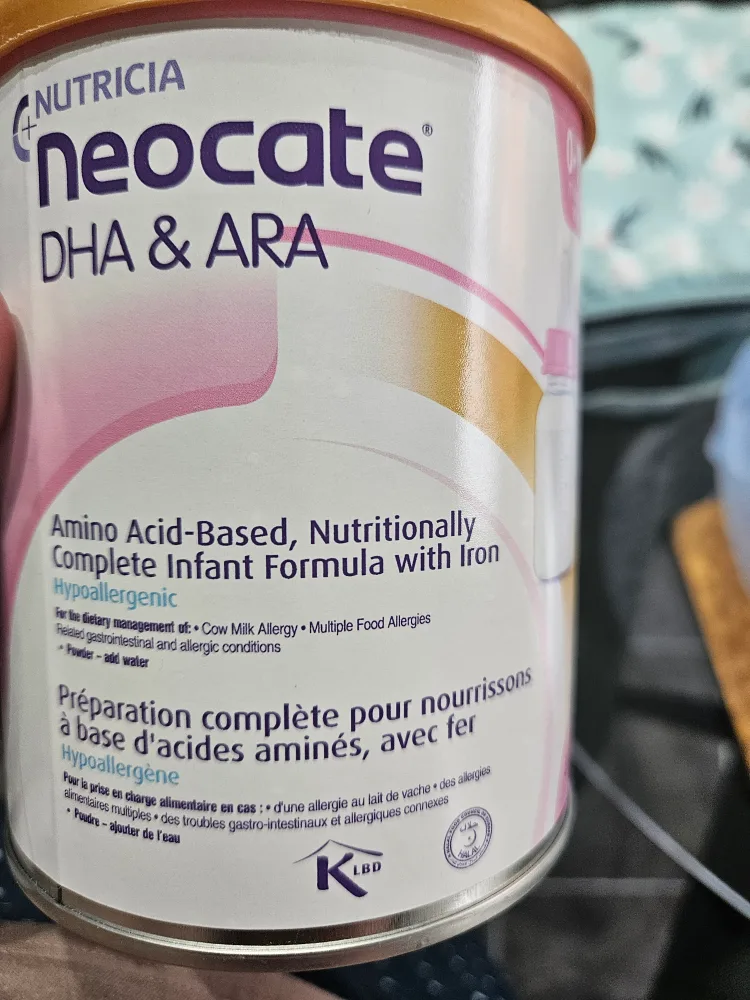 NUTRICIA
neocate®
DHA & ARA
Amino Acid-Based, Nutritionally
Complete Infant Formula with Iron
Hypoallergenic
For the dietary management of: • Cow Milk Allergy • Multiple Food Allergies
Related gastrointestinal and allergic conditions
• Powder – add water
Préparation complète pour nourrissons
à base d'acides aminés, avec fer
Hypoallergène
Pour la prise en charge alimentaire en cas : • d'une allergie au lait de vache • des allergies
alimentaires multiples • des troubles gastro-intestinaux et allergiques connexes
• Poudre – ajouter de l'eau
K LBD
HALAL